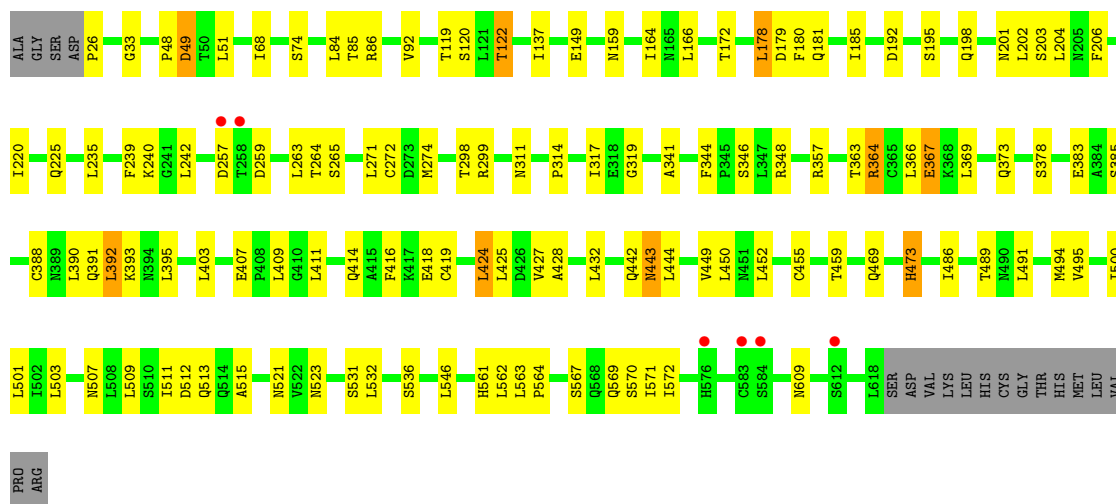 ALA GLY SER ASP P26 G33 P48 D49 T50 L51 I68 S74 L84 T85 R86 V92 T119 S120 L121 T122 I137 E149 N159 I164 N165 L166 T172 L178 D179 F180 Q181 I185 D192 S195 Q198 N201 L202 S203 L204 N205 F206
I220 Q225 L235 F239 K240 G241 L242 D257 T258 D259 L263 T264 S265 L271 C272 D273 M274 T298 R299 N311 P314 I317 E318 G319 A341 F344 P345 S346 L347 R348 R357 T363 R364 C365 L366 E367 K368 L369 Q373 S378 E383 A384 S385
C388 N389 L390 Q391 L392 K393 N394 L395 L403 E407 P408 L409 G410 L411 Q414 A415 F416 K417 E418 C419 L424 L425 D426 V427 A428 L432 Q442 N443 L444 V449 L450 N451 L452 C455 T459 Q469 H473 I486 T489 N490 L491 M494 V495 I500
L501 I502 L503 N507 L508 L509 S510 I511 D512 Q513 Q514 A515 N521 V522 N523 S531 L532 S536 L546 H561 L562 L563 P564 S567 Q568 Q569 S570 I571 I572 H576 C583 S584 N609 S612 L618 SER ASP VAL LYS LEU HIS CYS GLY THR HIS MET LEU VAL
PRO ARG